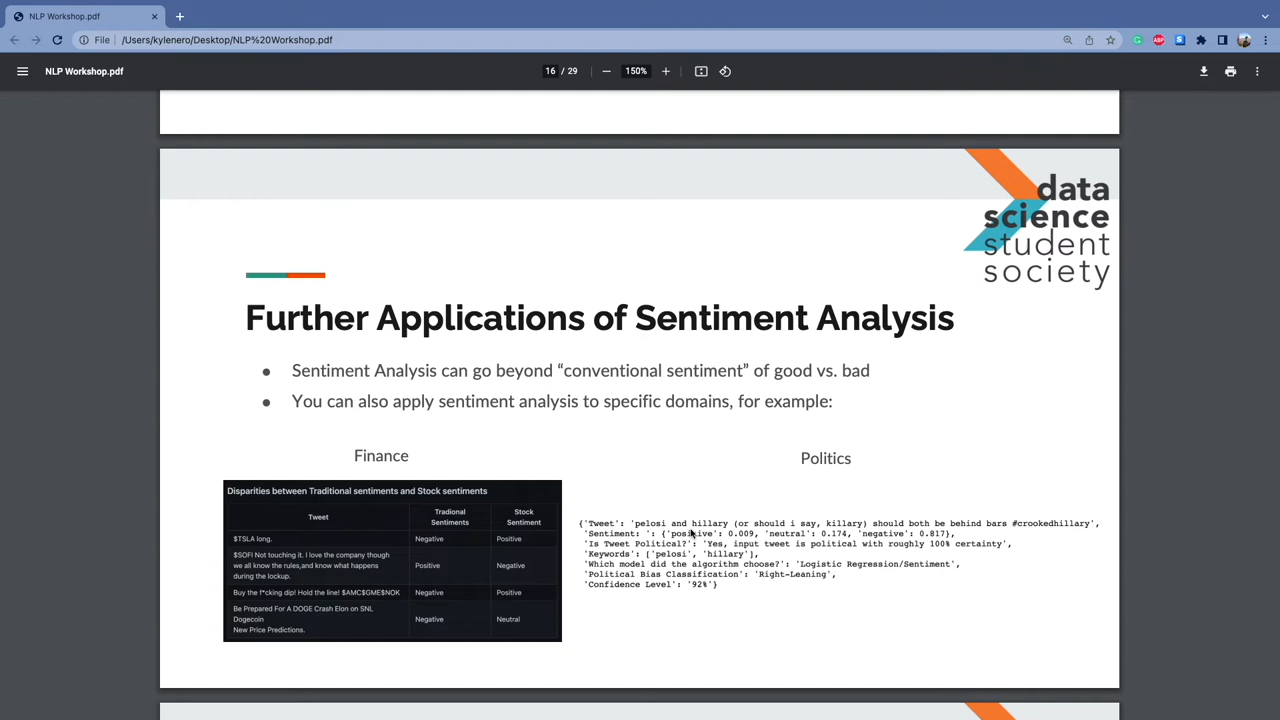 NLP Workshop.pdf
File
/Users/kylenero/Desktop/NLP%20Workshop.pdf
NLP Workshop.pdf
16 / 29
150%
data
science
student
society
Further Applications of Sentiment Analysis
● Sentiment Analysis can go beyond “conventional sentiment” of good vs. bad
● You can also apply sentiment analysis to specific domains, for example:
Finance
Disparities between Traditional sentiments and Stock sentiments
Tweet Tradional Sentiments Stock Sentiment
$TSLA long. Negative Positive
$SOFI Not touching it. I love the company though
we all know the rules,and know what happens Positive Negative
during the lockup.
Buy the f*cking dip! Hold the line! $AMC$GME$NOK Negative Positive
Be Prepared For A DOGE Crash Elon on SNL
Dogecoin Negative Neutral
New Price Predictions.
Politics
{'Tweet': 'pelosi and hillary (or should i say, killary) should both be behind bars #crookedhillary',
'Sentiment: ': {'positive': 0.009, 'neutral': 0.174, 'negative': 0.817},
'Is Tweet Political?': 'Yes, input tweet is political with roughly 100% certainty',
'Keywords': ['pelosi', 'hillary'],
'Which model did the algorithm choose?': 'Logistic Regression/Sentiment',
'Political Bias Classification': 'Right-Leaning',
'Confidence Level': '92%'}